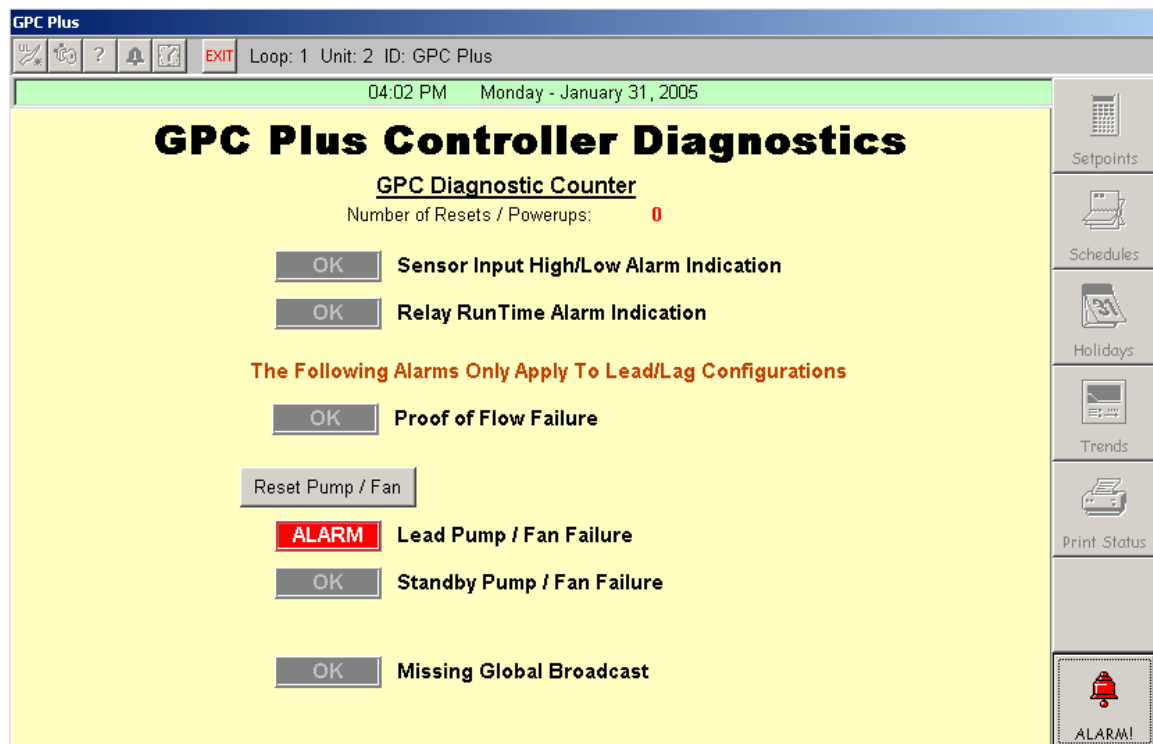 GPC Plus
UL ? EXIT Loop: 1 Unit: 2 ID: GPC Plus
04:02 PM Monday - January 31, 2005
GPC Plus Controller Diagnostics
GPC Diagnostic Counter
Number of Resets / Powerups: 0
OK Sensor Input High/Low Alarm Indication
OK Relay RunTime Alarm Indication
The Following Alarms Only Apply To Lead/Lag Configurations
OK Proof of Flow Failure
Reset Pump / Fan
ALARM Lead Pump / Fan Failure
OK Standby Pump / Fan Failure
OK Missing Global Broadcast
Setpoints
Schedules
31
Holidays
Trends
Print Status
ALARM!